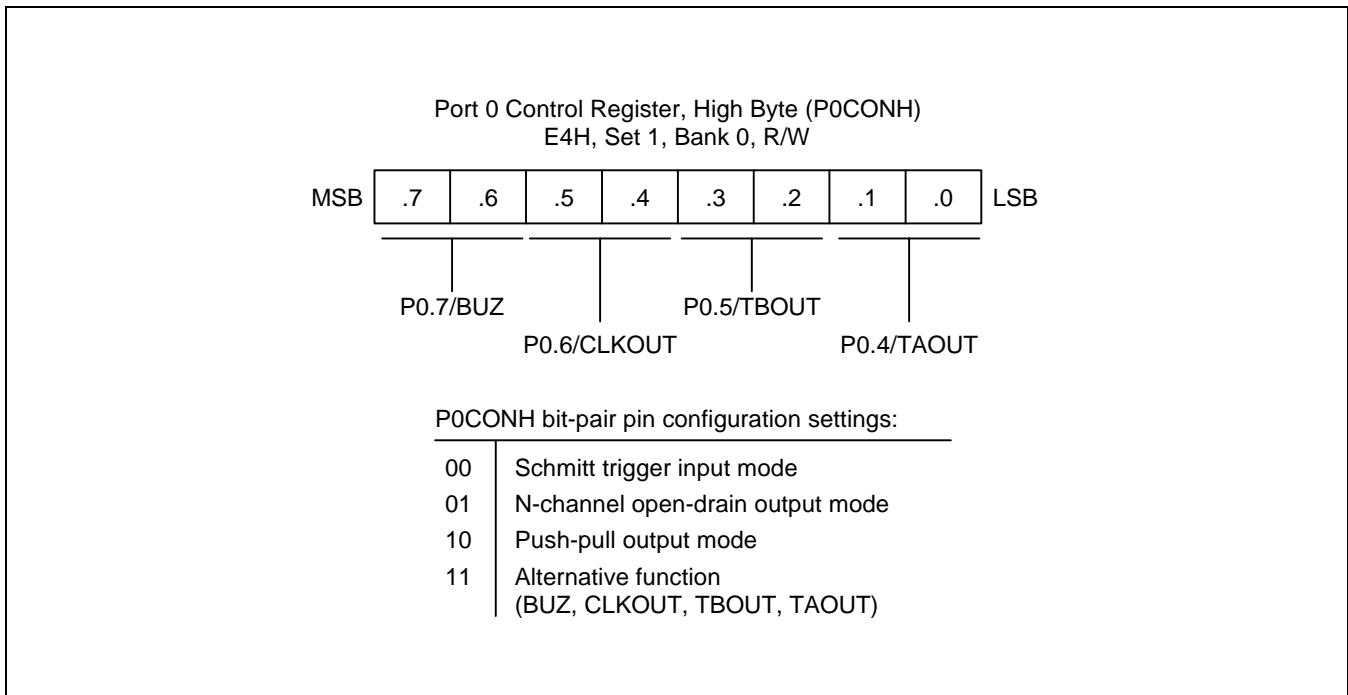 Port 0 Control Register, High Byte (P0CONH)
E4H, Set 1, Bank 0, R/W
MSB .7 .6 .5 .4 .3 .2 .1 .0 LSB
P0.7/BUZ P0.5/TBOUT
P0.6/CLKOUT P0.4/TAOUT
P0CONH bit-pair pin configuration settings:
00 Schmitt trigger input mode
01 N-channel open-drain output mode
10 Push-pull output mode
11 Alternative function
(BUZ, CLKOUT, TBOUT, TAOUT)